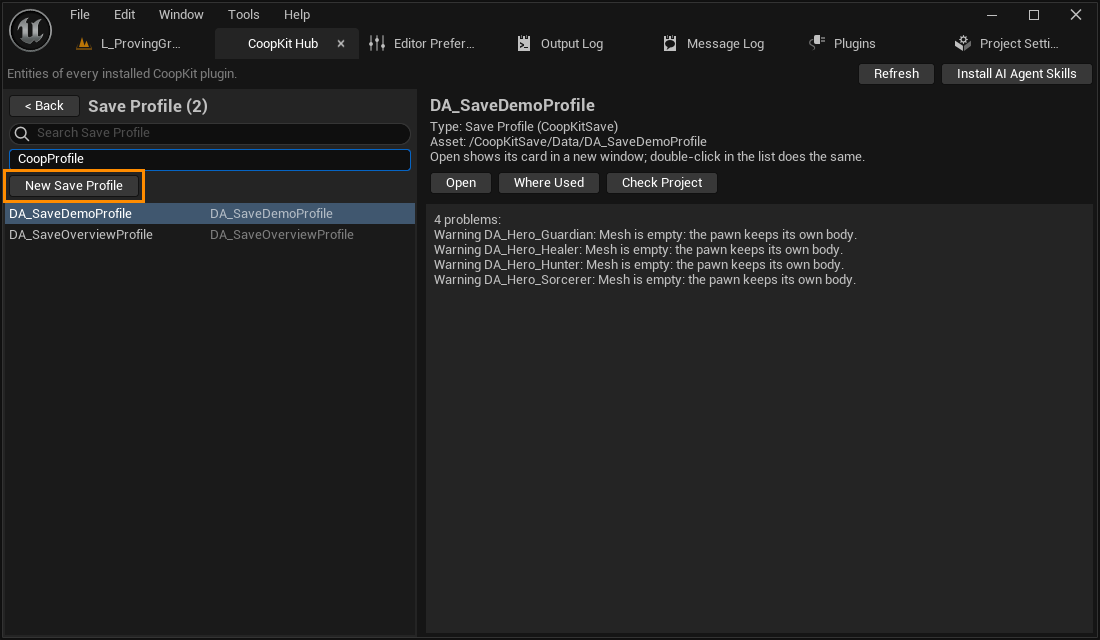 File Edit Window Tools Help
L_ProvingGr...
CoopKit Hub
Editor Prefer...
Output Log
Message Log
Plugins
Project Setti...
Entities of every installed CoopKit plugin.
Refresh
Install AI Agent Skills
< Back
Save Profile (2)
Search Save Profile
CoopProfile
New Save Profile
DA_SaveDemoProfile DA_SaveDemoProfile
DA_SaveOverviewProfile DA_SaveOverviewProfile
DA_SaveDemoProfile
Type: Save Profile (CoopKitSave)
Asset: /CoopKitSave/Data/DA_SaveDemoProfile
Open shows its card in a new window; double-click in the list does the same.
Open
Where Used
Check Project
4 problems:
Warning DA_Hero_Guardian: Mesh is empty: the pawn keeps its own body.
Warning DA_Hero_Healer: Mesh is empty: the pawn keeps its own body.
Warning DA_Hero_Hunter: Mesh is empty: the pawn keeps its own body.
Warning DA_Hero_Sorcerer: Mesh is empty: the pawn keeps its own body.